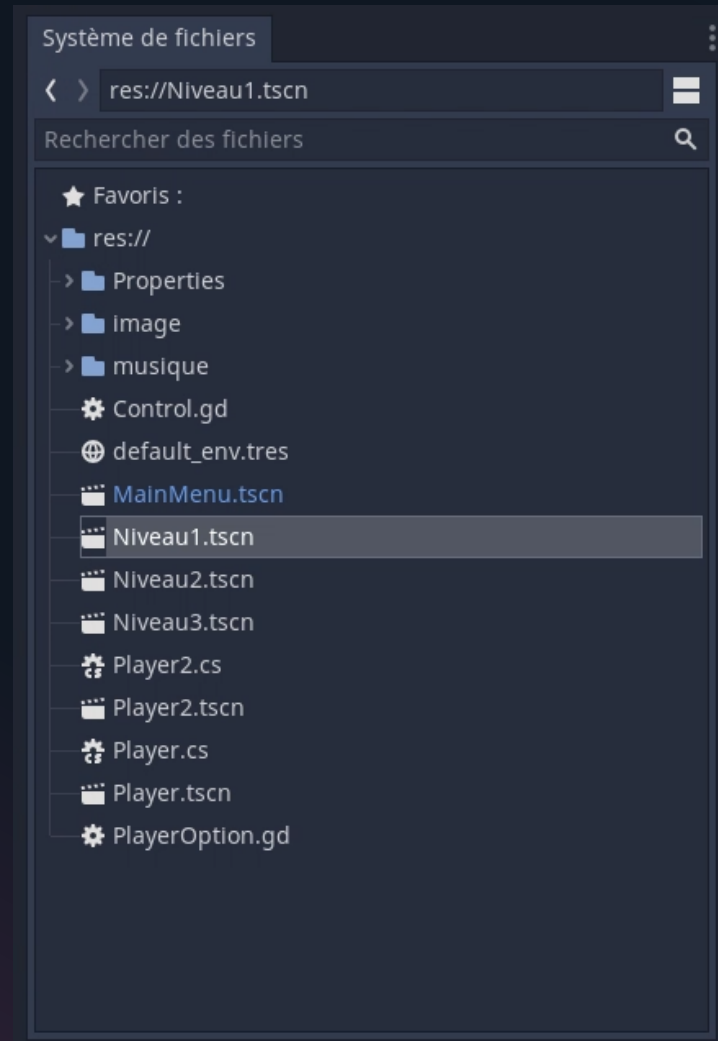 Système de fichiers
res://Niveau1.tscn
Rechercher des fichiers
Favoris :
res://
Properties
image
musique
Control.gd
default_env.tres
MainMenu.tscn
Niveau1.tscn
Niveau2.tscn
Niveau3.tscn
Player2.cs
Player2.tscn
Player.cs
Player.tscn
PlayerOption.gd